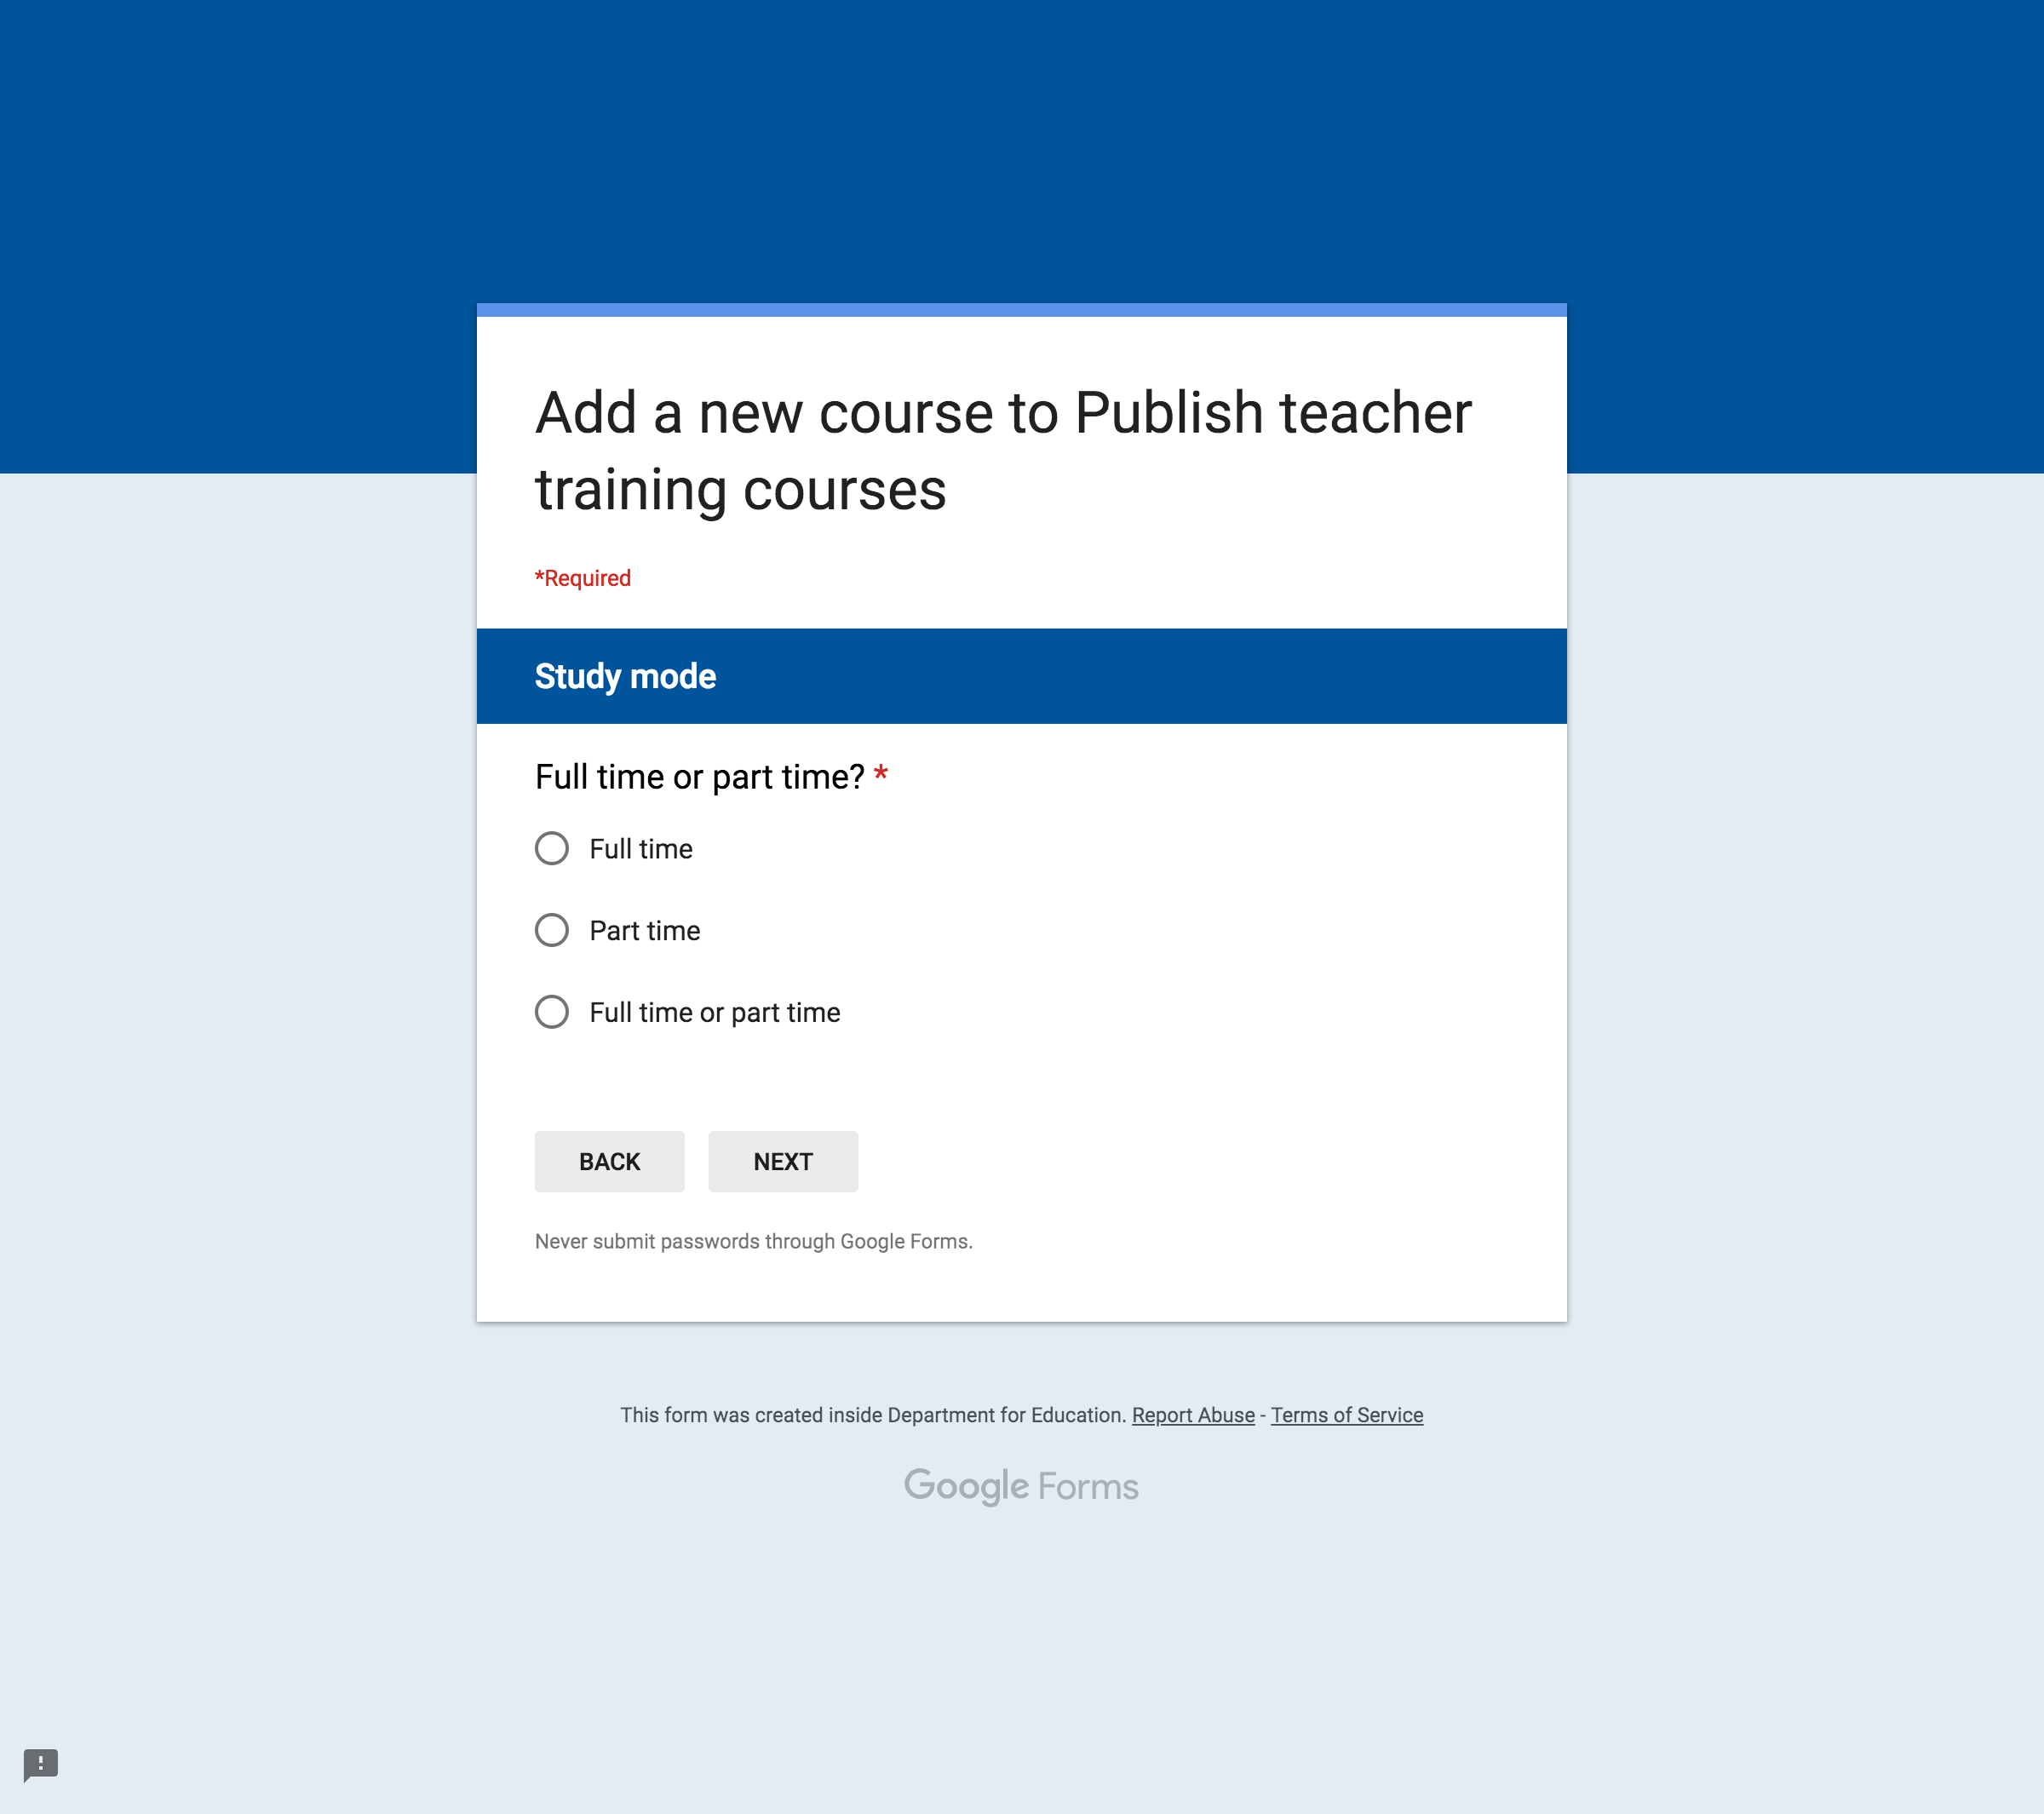 Add a new course to Publish teacher
training courses
*Required
Study mode
Full time or part time? *
Full time
Part time
Full time or part time
BACK
NEXT
Never submit passwords through Google Forms.
This form was created inside Department for Education. Report Abuse - Terms of Service
Google Forms